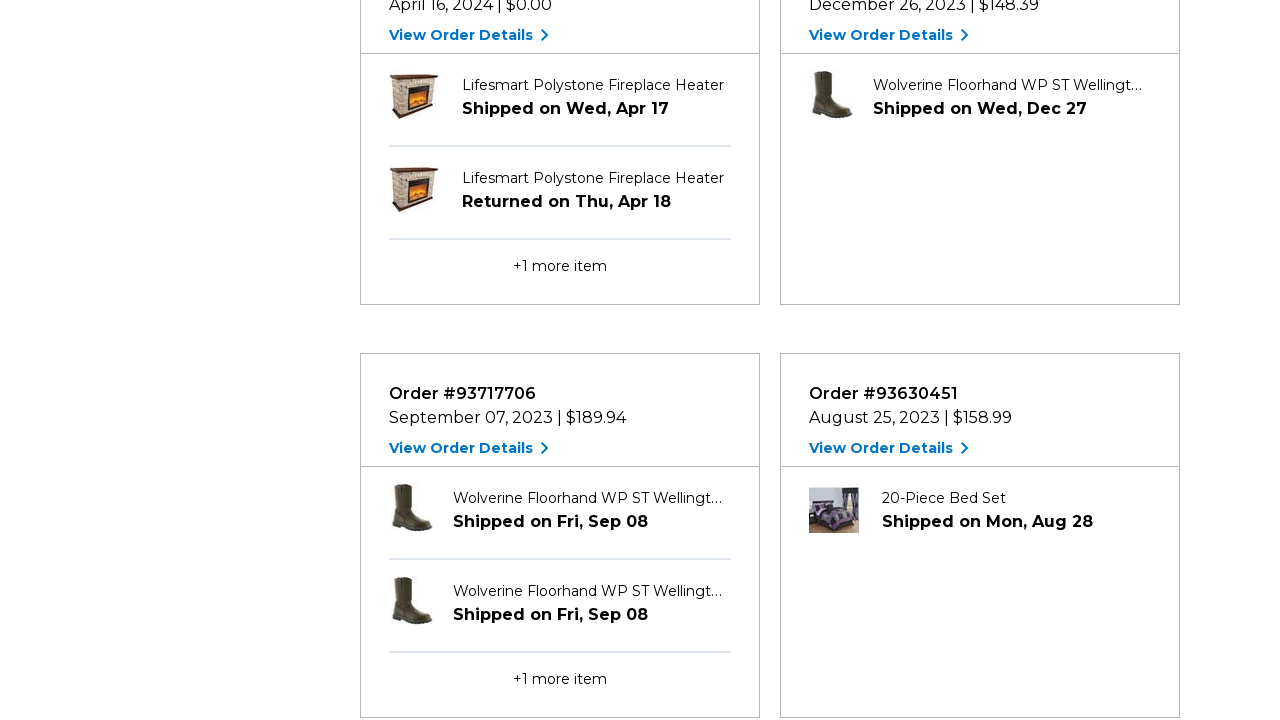 April 16, 2024 | $0.00
View Order Details
Lifesmart Polystone Fireplace Heater
Shipped on Wed, Apr 17
Lifesmart Polystone Fireplace Heater
Returned on Thu, Apr 18
+1 more item
December 26, 2023 | $148.39
View Order Details
Wolverine Floorhand WP ST Wellingt...
Shipped on Wed, Dec 27
Order #93717706
September 07, 2023 | $189.94
View Order Details
Wolverine Floorhand WP ST Wellingt...
Shipped on Fri, Sep 08
Wolverine Floorhand WP ST Wellingt...
Shipped on Fri, Sep 08
+1 more item
Order #93630451
August 25, 2023 | $158.99
View Order Details
20-Piece Bed Set
Shipped on Mon, Aug 28